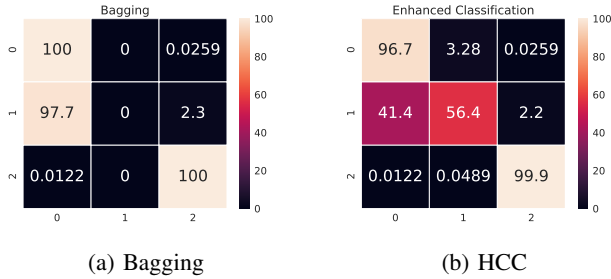 Bagging
0 100 0 0.0259
1 97.7 0 2.3
2 0.0122 0 100
0 1 2
100
80
60
40
20
0
(a) Bagging
Enhanced Classification
0 96.7 3.28 0.0259
1 41.4 56.4 2.2
2 0.0122 0.0489 99.9
0 1 2
100
80
60
40
20
0
(b) HCC